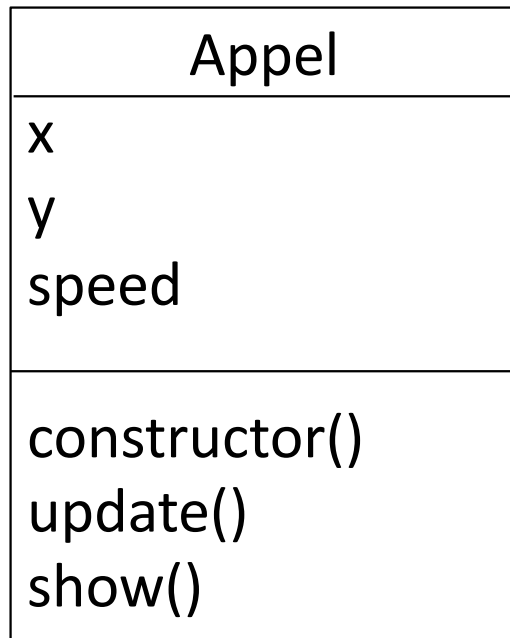 Appel
x
y
speed
constructor()
update()
show()